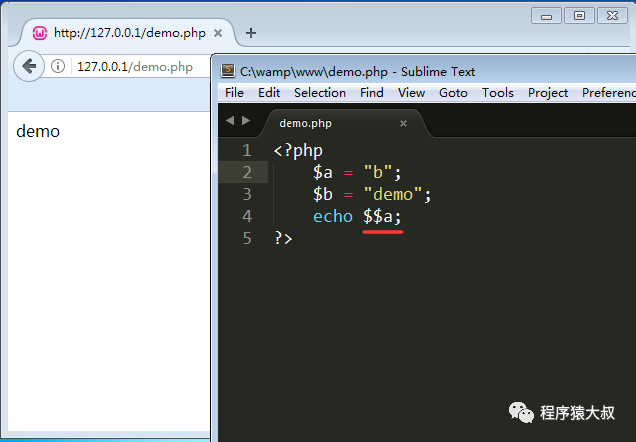 http://127.0.0.1/demo.php
127.0.0.1/demo.php
demo
C:\wamp\www\demo.php - Sublime Text
File Edit Selection Find View Goto Tools Project Preferenc
demo.php
1 <?php
2 $a = "b";
3 $b = "demo";
4 echo $$a;
5 ?>
程序猿大叔